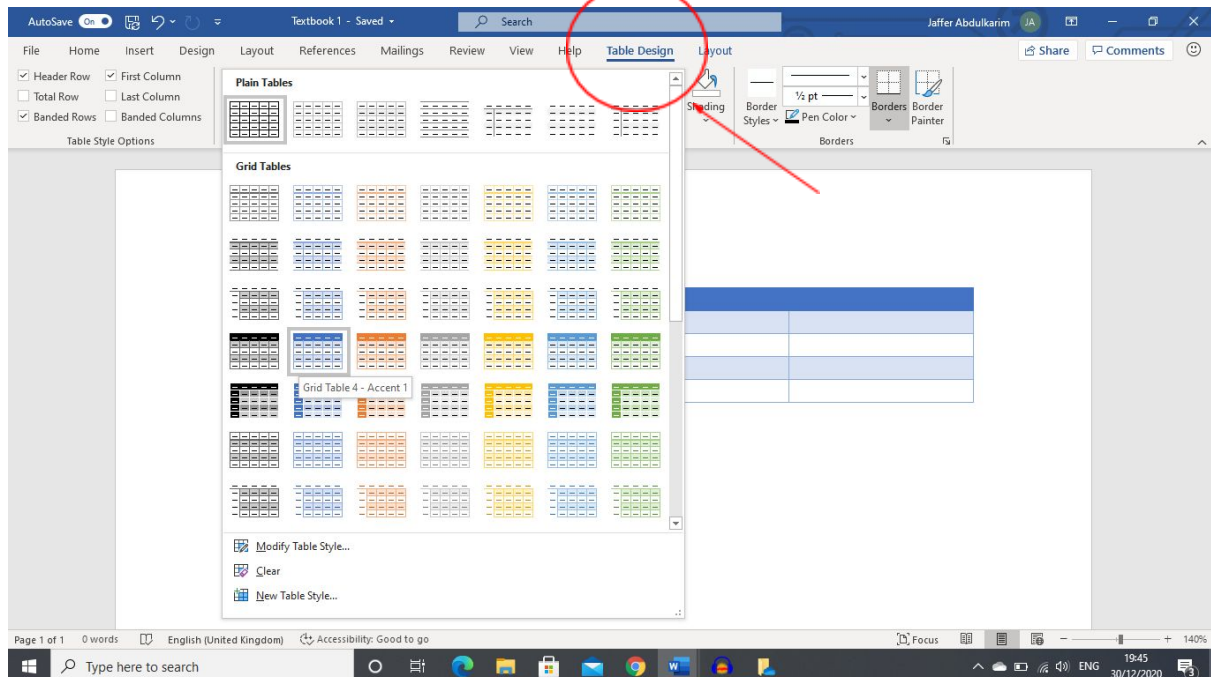 AutoSave On Textbook 1 - Saved Search Jaffer Abdulkarim JA
File Home Insert Design Layout References Mailings Review View Help Table Design Layout Share Comments
Header Row First Column
Total Row Last Column
Banded Rows Banded Columns
Table Style Options
Plain Tables
Grid Tables
Grid Table 4 - Accent 1
Modify Table Style...
Clear
New Table Style...
Shading
Border Styles
½ pt
Pen Color
Borders
Border Painter
Borders
Page 1 of 1 0 words English (United Kingdom) Accessibility: Good to go Focus 140%
Type here to search ENG 19:45
30/12/2020 3